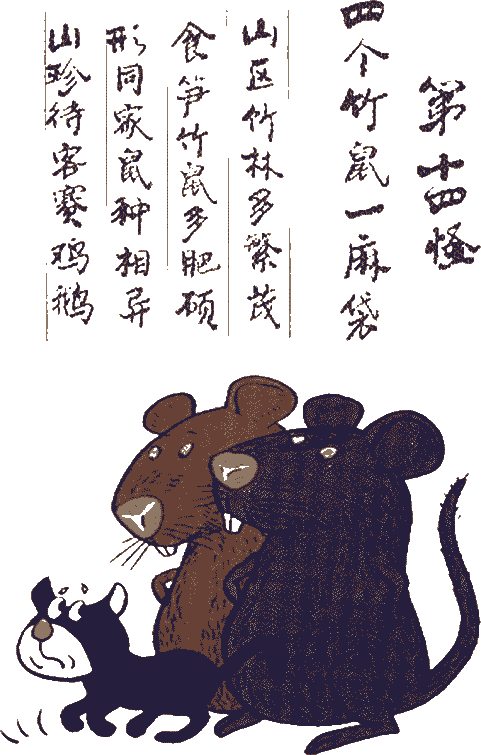 第十四怪
四个竹鼠一麻袋
山区竹林多繁茂
食笋竹鼠多肥硕
形同家鼠种相异
山珍待客赛鸡鹅